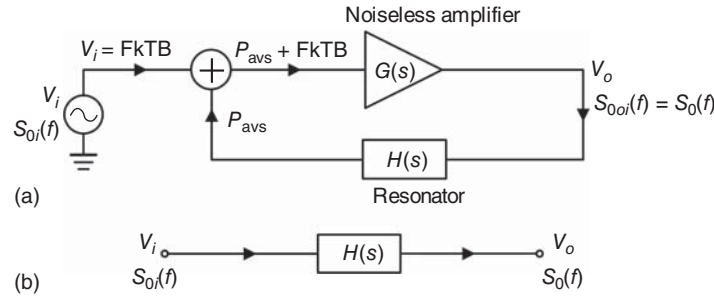 Noiseless amplifier
V_i = FkTB
P_avs + FkTB
G(s)
V_o
V_i
S_0i(f)
S_0oi(f) = S_0(f)
P_avs
H(s)
Resonator
(a)
V_i
H(s)
V_o
S_0i(f)
S_0(f)
(b)